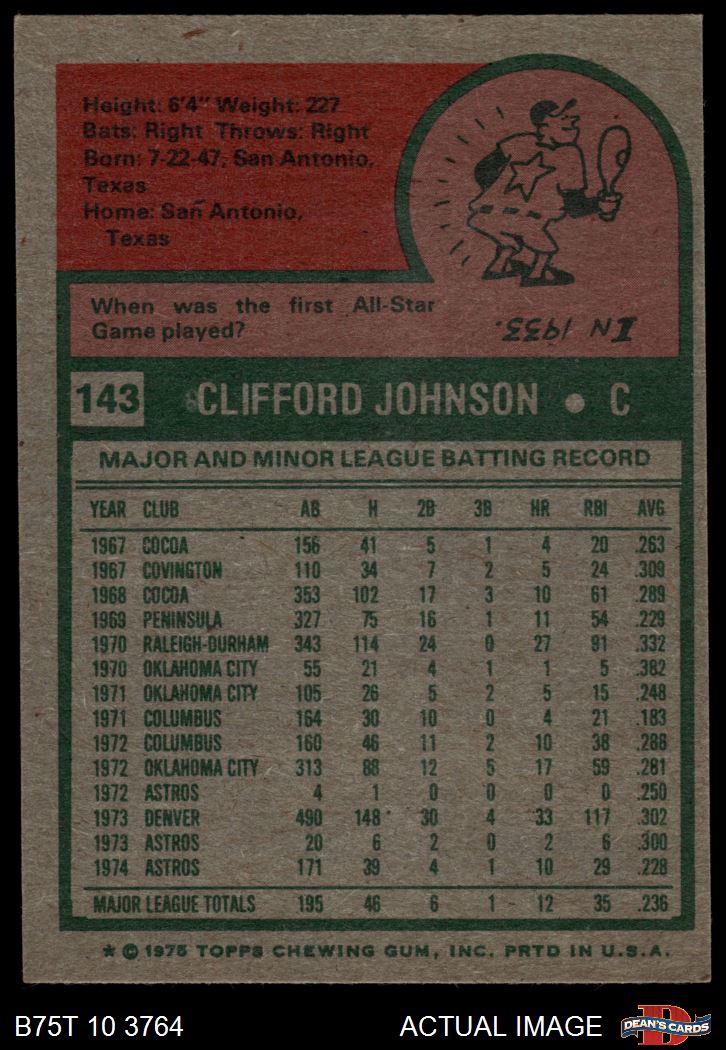 Height: 6'4" Weight: 227
Bats: Right Throws: Right
Born: 7-22-47, San Antonio,
Texas
Home: San Antonio,
Texas
When was the first All-Star
Game played?
IN 1933.
143 CLIFFORD JOHNSON • C
MAJOR AND MINOR LEAGUE BATTING RECORD
YEAR CLUB AB H 2B 3B HR RBI AVG
1967 COCOA 156 41 5 1 4 20 .263
1967 COVINGTON 110 34 7 2 5 24 .309
1968 COCOA 353 102 17 3 10 61 .289
1969 PENINSULA 327 75 16 1 11 54 .229
1970 RALEIGH-DURHAM 343 114 24 0 27 91 .332
1970 OKLAHOMA CITY 55 21 4 1 1 5 .382
1971 OKLAHOMA CITY 105 26 5 2 5 15 .248
1971 COLUMBUS 164 30 10 0 4 21 .183
1972 COLUMBUS 160 46 11 2 10 38 .288
1972 OKLAHOMA CITY 313 88 12 5 17 59 .281
1972 ASTROS 4 1 0 0 0 0 .250
1973 DENVER 490 148 30 4 33 117 .302
1973 ASTROS 20 6 2 0 2 6 .300
1974 ASTROS 171 39 4 1 10 29 .228
MAJOR LEAGUE TOTALS 195 46 6 1 12 35 .236
* © 1975 TOPPS CHEWING GUM, INC. PRTD IN U.S.A.
B75T 10 3764 ACTUAL IMAGE
D
DEAN'S CARDS